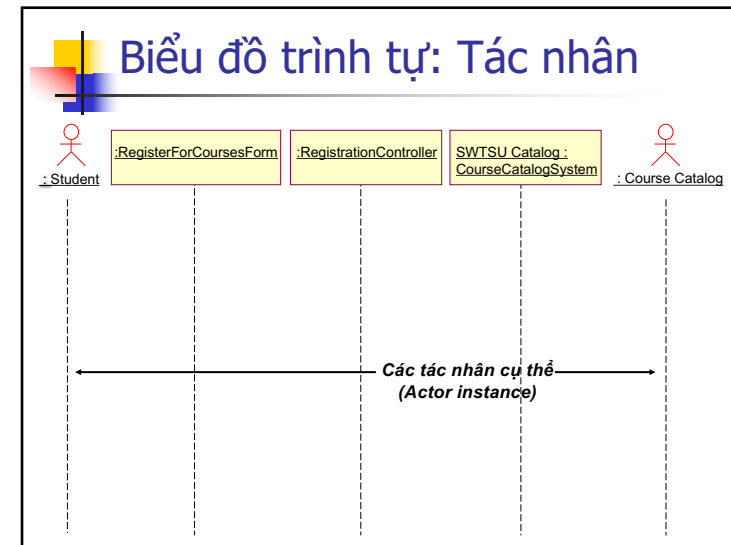 Biểu đồ trình tự: Tác nhân
: Student
:RegisterForCoursesForm
:RegistrationController
SWTSU Catalog :
CourseCatalogSystem
: Course Catalog
Các tác nhân cụ thể
(Actor instance)